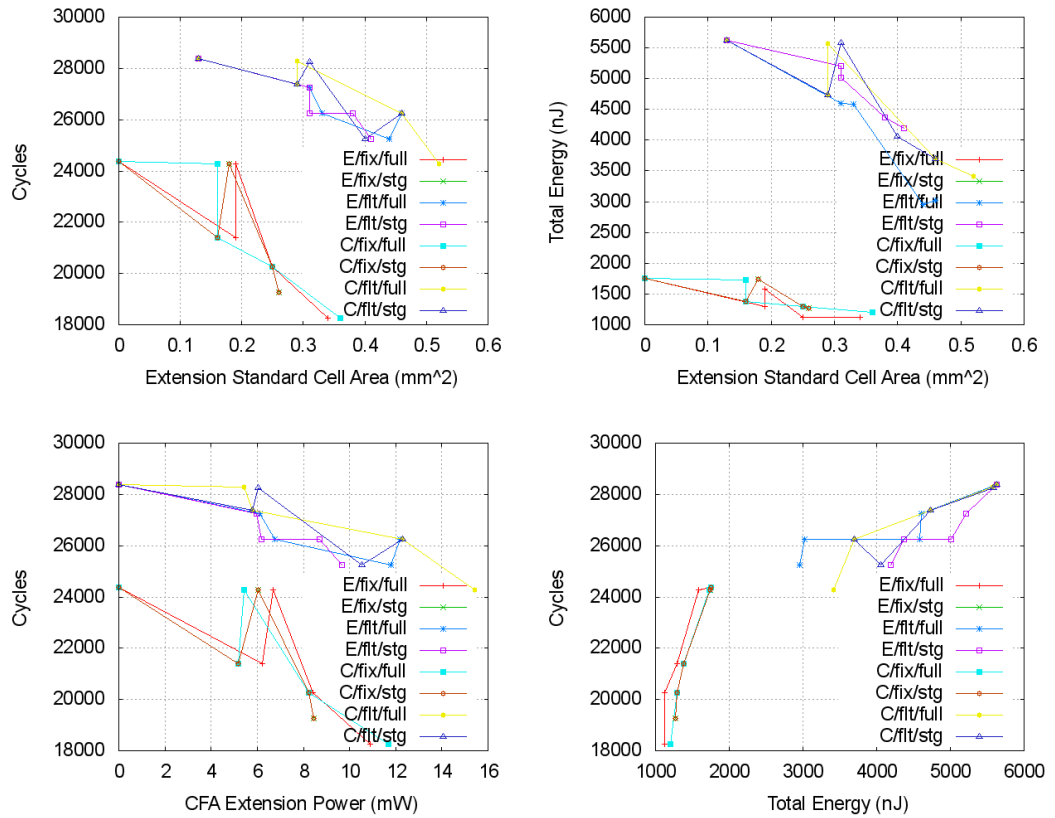 30000
28000
26000
24000
22000
20000
18000
Cycles
0 0.1 0.2 0.3 0.4 0.5 0.6
Extension Standard Cell Area (mm^2)
E/fix/full
E/fix/stg
E/flt/full
E/flt/stg
C/fix/full
C/fix/stg
C/flt/full
C/flt/stg
6000
5500
5000
4500
4000
3500
3000
2500
2000
1500
1000
Total Energy (nJ)
0 0.1 0.2 0.3 0.4 0.5 0.6
Extension Standard Cell Area (mm^2)
E/fix/full
E/fix/stg
E/flt/full
E/flt/stg
C/fix/full
C/fix/stg
C/flt/full
C/flt/stg
30000
28000
26000
24000
22000
20000
18000
Cycles
0 2 4 6 8 10 12 14 16
CFA Extension Power (mW)
E/fix/full
E/fix/stg
E/flt/full
E/flt/stg
C/fix/full
C/fix/stg
C/flt/full
C/flt/stg
30000
28000
26000
24000
22000
20000
18000
Cycles
1000 2000 3000 4000 5000 6000
Total Energy (nJ)
E/fix/full
E/fix/stg
E/flt/full
E/flt/stg
C/fix/full
C/fix/stg
C/flt/full
C/flt/stg